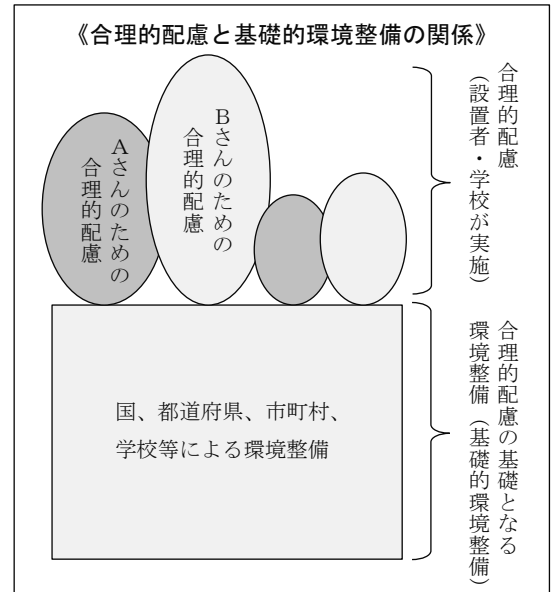 《合理的配慮と基礎的環境整備の関係》
合理的配慮
（設置者・学校が実施）
Aさんのための
合理的配慮
Bさんのための
合理的配慮
国、都道府県、市町村、
学校等による環境整備
合理的配慮の基礎となる
環境整備（基礎的環境整備）